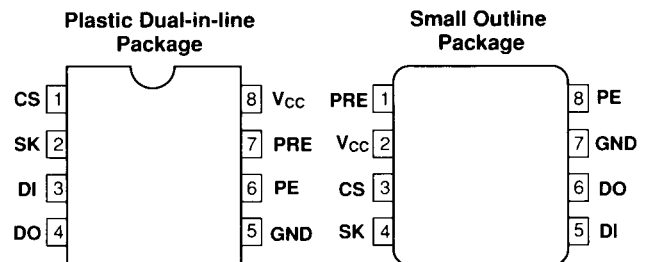 Plastic Dual-in-line
Package
CS 1 8 VCC
SK 2 7 PRE
DI 3 6 PE
DO 4 5 GND
Small Outline
Package
PRE 1 8 PE
VCC 2 7 GND
CS 3 6 DO
SK 4 5 DI